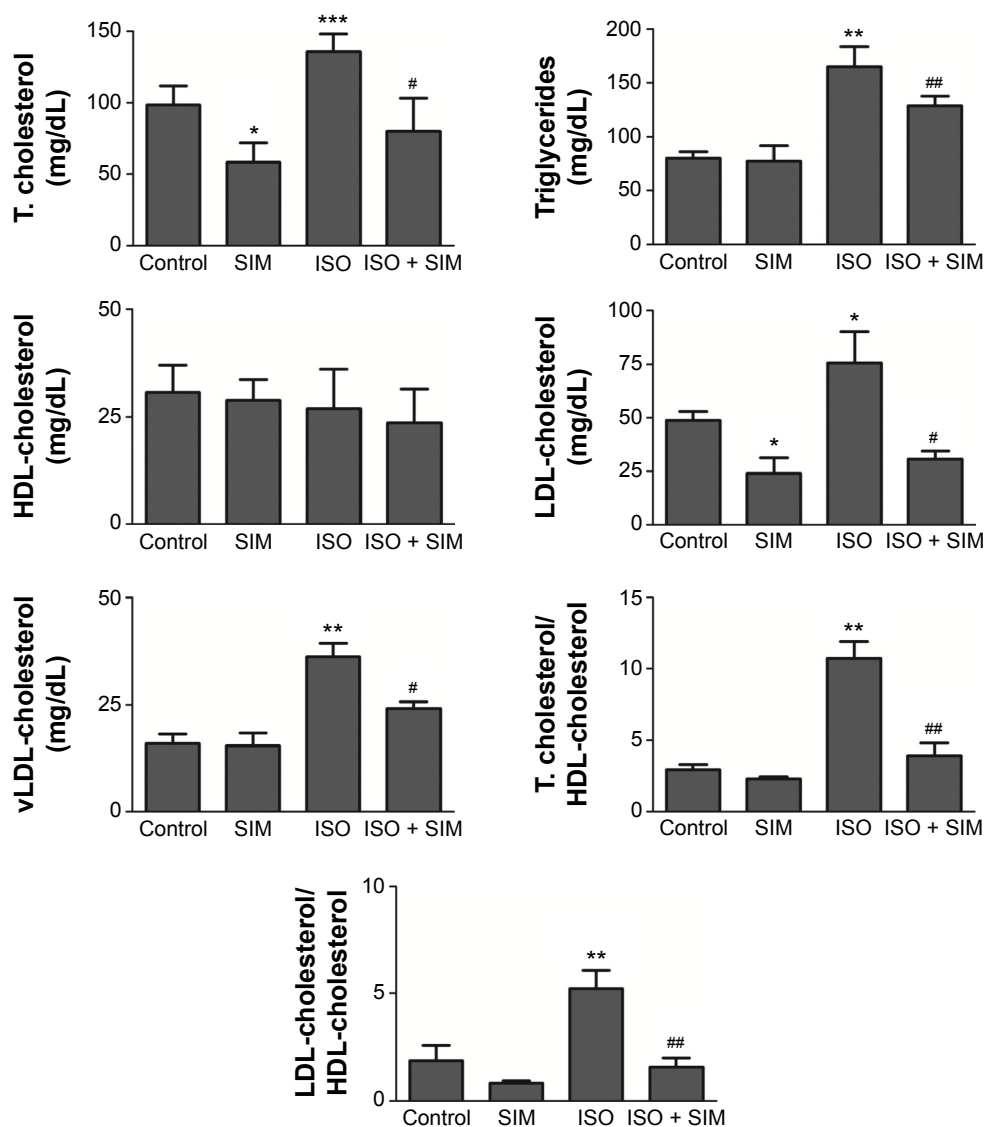 T. cholesterol
(mg/dL)
150
100
50
0
***
*
#
Control SIM ISO ISO + SIM
Triglycerides
(mg/dL)
200
150
100
50
0
**
##
Control SIM ISO ISO + SIM
HDL-cholesterol
(mg/dL)
50
25
0
Control SIM ISO ISO + SIM
LDL-cholesterol
(mg/dL)
100
75
50
25
0
*
*
#
Control SIM ISO ISO + SIM
vLDL-cholesterol
(mg/dL)
50
25
0
**
#
Control SIM ISO ISO + SIM
T. cholesterol/
HDL-cholesterol
15
10
5
0
**
##
Control SIM ISO ISO + SIM
LDL-cholesterol/
HDL-cholesterol
10
5
0
**
##
Control SIM ISO ISO + SIM